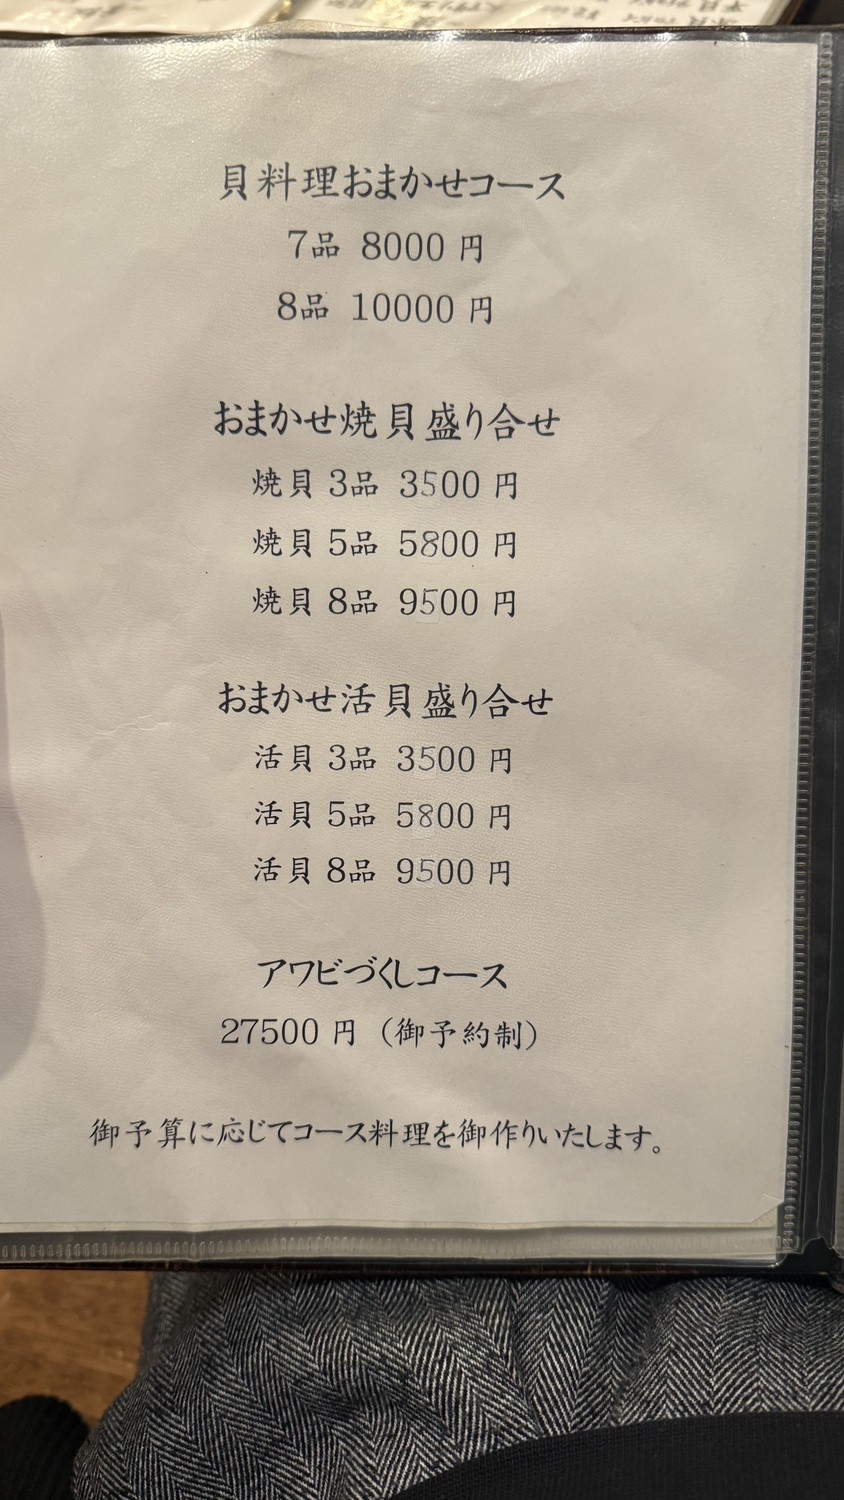 貝料理おまかせコース
7品 8000 円
8品 10000 円
おまかせ焼貝盛り合せ
焼貝 3品 3500 円
焼貝 5品 5800 円
焼貝 8品 9500 円
おまかせ活貝盛り合せ
活貝 3品 3500 円
活貝 5品 5800 円
活貝 8品 9500 円
アワビづくしコース
27500 円（御予約制）
御予算に応じてコース料理を御作りいたします。